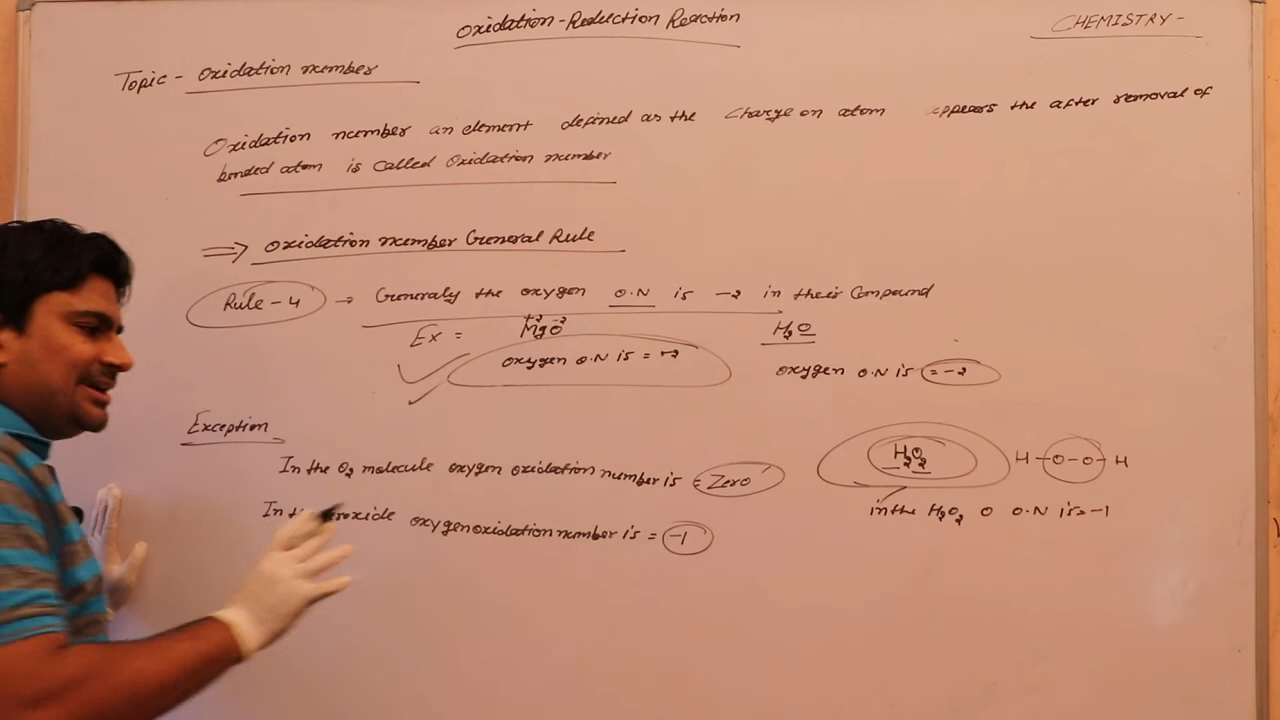 Oxidation-Reduction Reaction
CHEMISTRY-
Topic - Oxidation number
Oxidation number an element defined as the charge on atom appears the after removal of
bonded atom is called Oxidation number
⇒ Oxidation number General Rule
Rule-4 → Generaly the oxygen O.N is -2 in their Compound
Ex = Mg⁺²O⁻² H₂O
oxygen O.N is = -2 oxygen O.N is = -2
Exception
In the O₂ molecule oxygen oxidation number is = Zero
H₂O₂ H-O-O-H
In the peroxide oxygen oxidation number is = -1
in the H₂O₂ O O.N is = -1